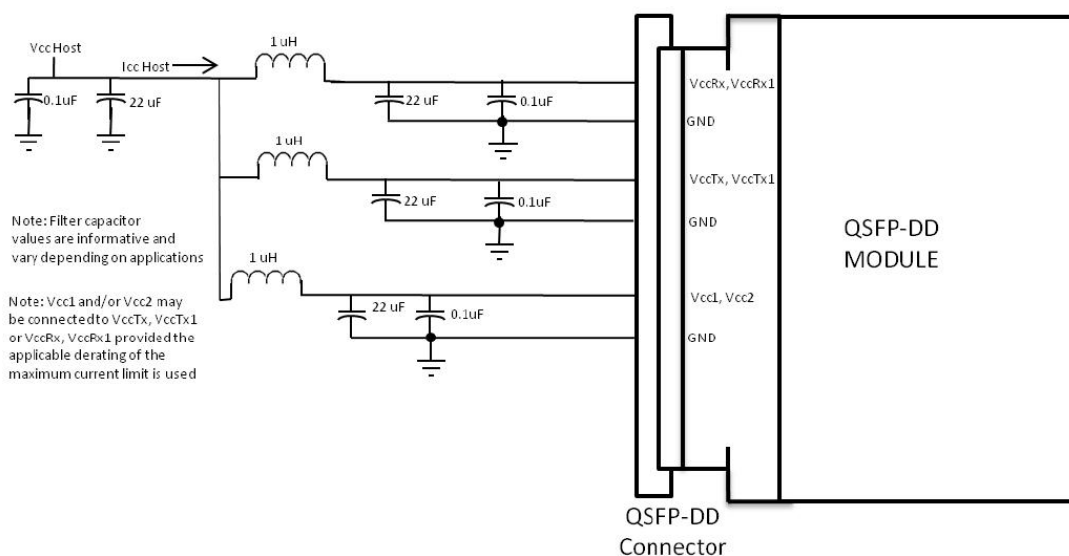 1 uH
Vcc Host
Icc Host
0.1uF
22 uF
22 uF
0.1uF
VccRx, VccRx1
GND
1 uH
22 uF
0.1uF
VccTx, VccTx1
GND
Note: Filter capacitor
values are informative and
vary depending on applications
1 uH
Note: Vcc1 and/or Vcc2 may
be connected to VccTx, VccTx1
or VccRx, VccRx1 provided the
applicable derating of the
maximum current limit is used
22 uF
0.1uF
Vcc1, Vcc2
GND
QSFP-DD
MODULE
QSFP-DD
Connector